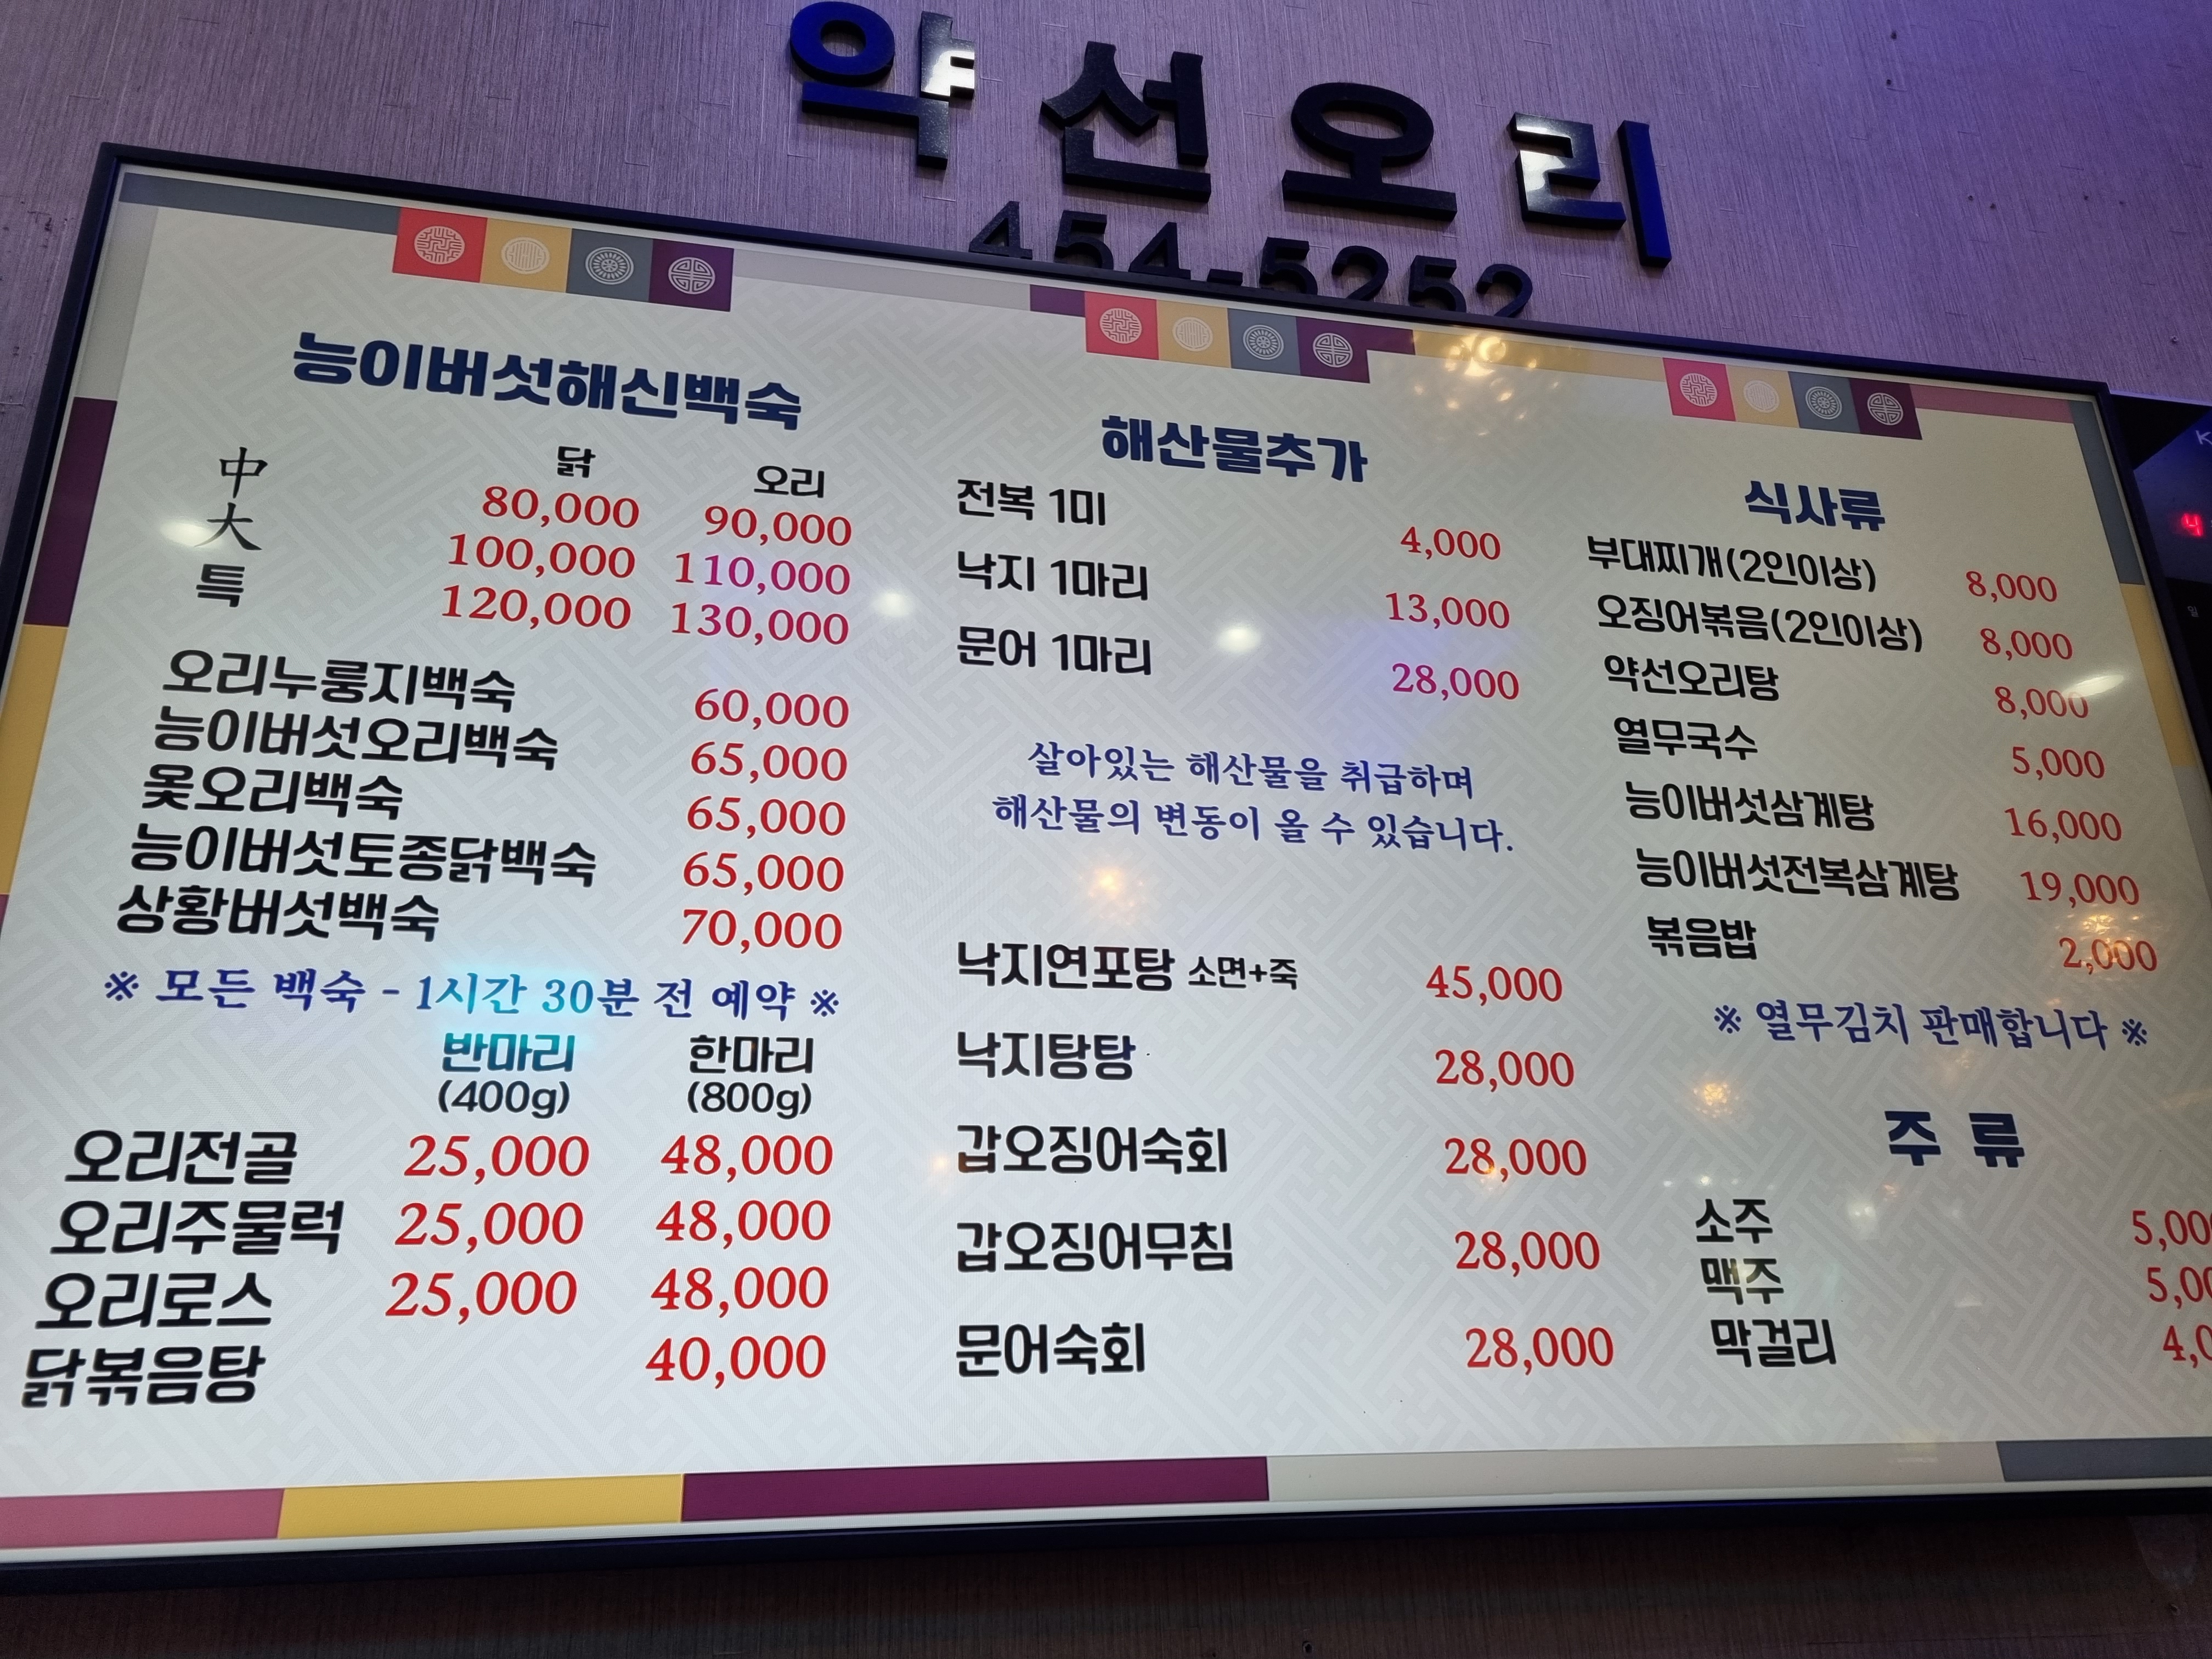 약선오리
454-5252
능이버섯해신백숙
닭 오리
中 80,000 90,000
大 100,000 110,000
특 120,000 130,000
오리누룽지백숙 60,000
능이버섯오리백숙 65,000
옻오리백숙 65,000
능이버섯토종닭백숙 65,000
상황버섯백숙 70,000
※ 모든 백숙 - 1시간 30분 전 예약 ※
반마리 한마리
(400g) (800g)
오리전골 25,000 48,000
오리주물럭 25,000 48,000
오리로스 25,000 48,000
닭볶음탕 40,000
해산물추가
전복 1미 4,000
낙지 1마리 13,000
문어 1마리 28,000
살아있는 해산물을 취급하며
해산물의 변동이 올 수 있습니다.
낙지연포탕 소면+죽 45,000
낙지탕탕 28,000
갑오징어숙회 28,000
갑오징어무침 28,000
문어숙회 28,000
식사류
부대찌개(2인이상) 8,000
오징어볶음(2인이상) 8,000
약선오리탕 8,000
열무국수 5,000
능이버섯삼계탕 16,000
능이버섯전복삼계탕 19,000
볶음밥 2,000
※ 열무김치 판매합니다 ※
주 류
소주 5,00
맥주 5,00
막걸리 4,0